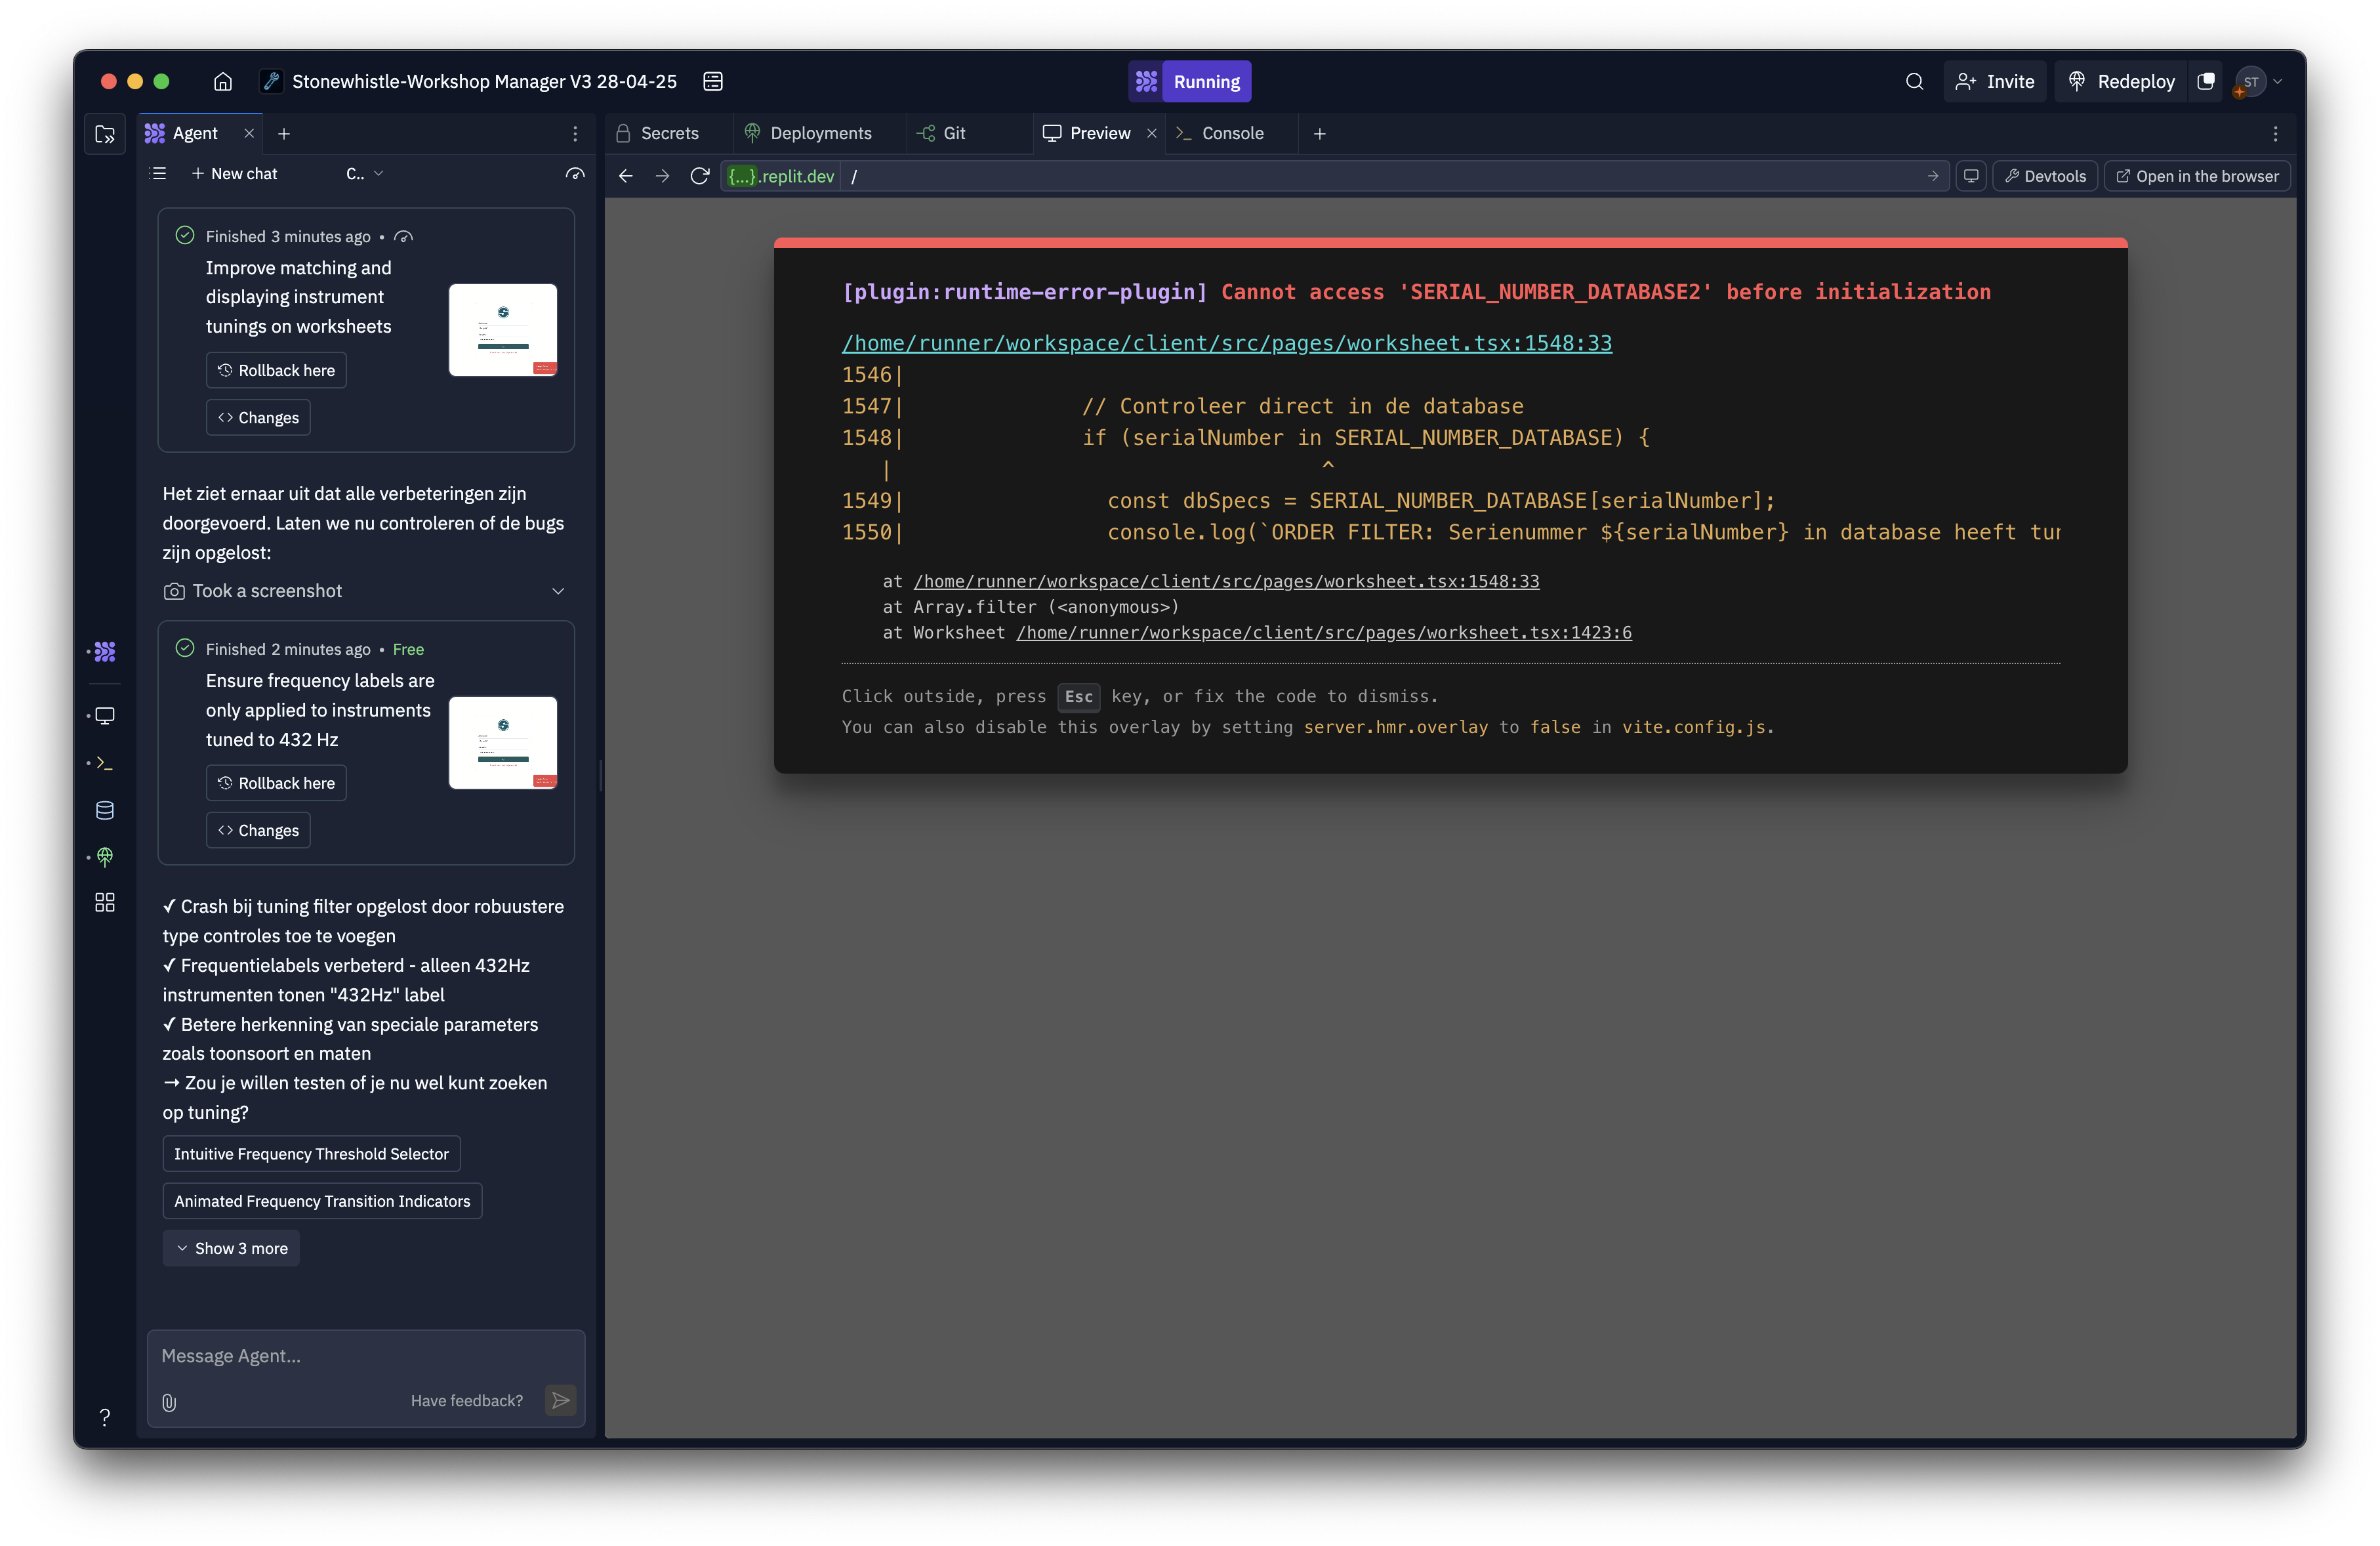 Stonewhistle-Workshop Manager V3 28-04-25
Running
Invite
Redeploy
ST
Agent
Secrets
Deployments
Git
Preview
Console
New chat
C..
{...}.replit.dev /
Devtools
Open in the browser
Finished 3 minutes ago •
Improve matching and
displaying instrument
tunings on worksheets
Rollback here
Changes
Het ziet ernaar uit dat alle verbeteringen zijn
doorgevoerd. Laten we nu controleren of de bugs
zijn opgelost:
Took a screenshot
Finished 2 minutes ago • Free
Ensure frequency labels are
only applied to instruments
tuned to 432 Hz
Rollback here
Changes
✓ Crash bij tuning filter opgelost door robuustere
type controles toe te voegen
✓ Frequentielabels verbeterd - alleen 432Hz
instrumenten tonen "432Hz" label
✓ Betere herkenning van speciale parameters
zoals toonsoort en maten
→ Zou je willen testen of je nu wel kunt zoeken
op tuning?
Intuitive Frequency Threshold Selector
Animated Frequency Transition Indicators
Show 3 more
Message Agent...
Have feedback?
?
[plugin:runtime-error-plugin] Cannot access 'SERIAL_NUMBER_DATABASE2' before initialization
/home/runner/workspace/client/src/pages/worksheet.tsx:1548:33
1546|
1547| // Controleer direct in de database
1548| if (serialNumber in SERIAL_NUMBER_DATABASE) {
| ^
1549| const dbSpecs = SERIAL_NUMBER_DATABASE[serialNumber];
1550| console.log(`ORDER FILTER: Serienummer ${serialNumber} in database heeft tun
at /home/runner/workspace/client/src/pages/worksheet.tsx:1548:33
at Array.filter (<anonymous>)
at Worksheet /home/runner/workspace/client/src/pages/worksheet.tsx:1423:6
Click outside, press Esc key, or fix the code to dismiss.
You can also disable this overlay by setting server.hmr.overlay to false in vite.config.js.